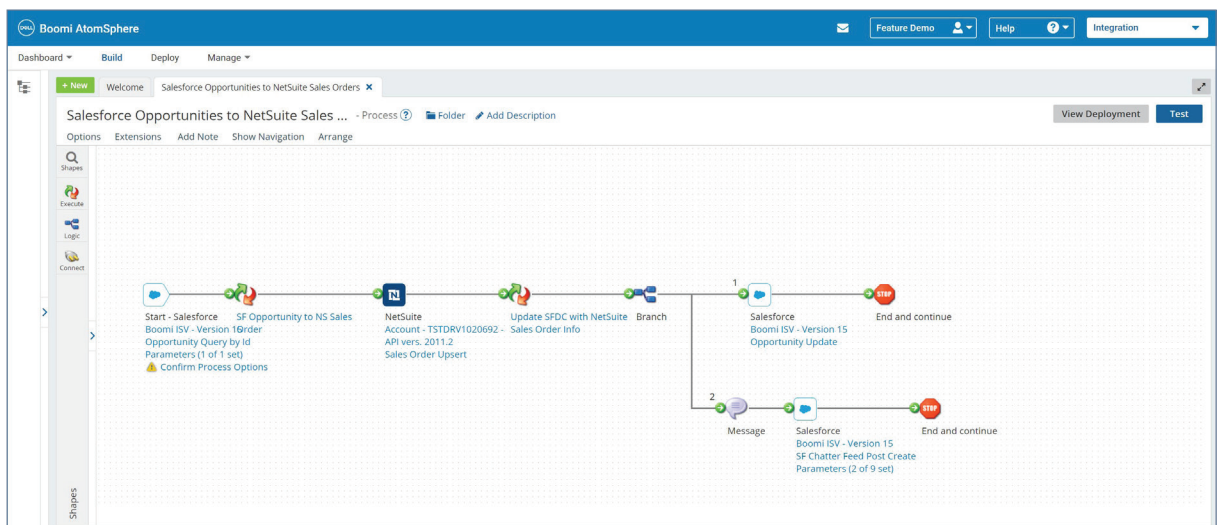 DELL Boomi AtomSphere
Feature Demo
Help
Integration
Dashboard
Build
Deploy
Manage
+ New
Welcome
Salesforce Opportunities to NetSuite Sales Orders ×
Salesforce Opportunities to NetSuite Sales ... - Process ? Folder Add Description
View Deployment
Test
Options Extensions Add Note Show Navigation Arrange
Shapes
Execute
Logic
Connect
Start - Salesforce
Boomi ISV - Version 16
Opportunity Query by Id
Parameters (1 of 1 set)
Confirm Process Options
SF Opportunity to NS Sales
Order
N
NetSuite
Account - TSTDRV1020692 -
API vers. 2011.2
Sales Order Upsert
Update SFDC with NetSuite
Sales Order Info
Branch
1
Salesforce
Boomi ISV - Version 15
Opportunity Update
STOP
End and continue
2
Message
Salesforce
Boomi ISV - Version 15
SF Chatter Feed Post Create
Parameters (2 of 9 set)
STOP
End and continue
Shapes